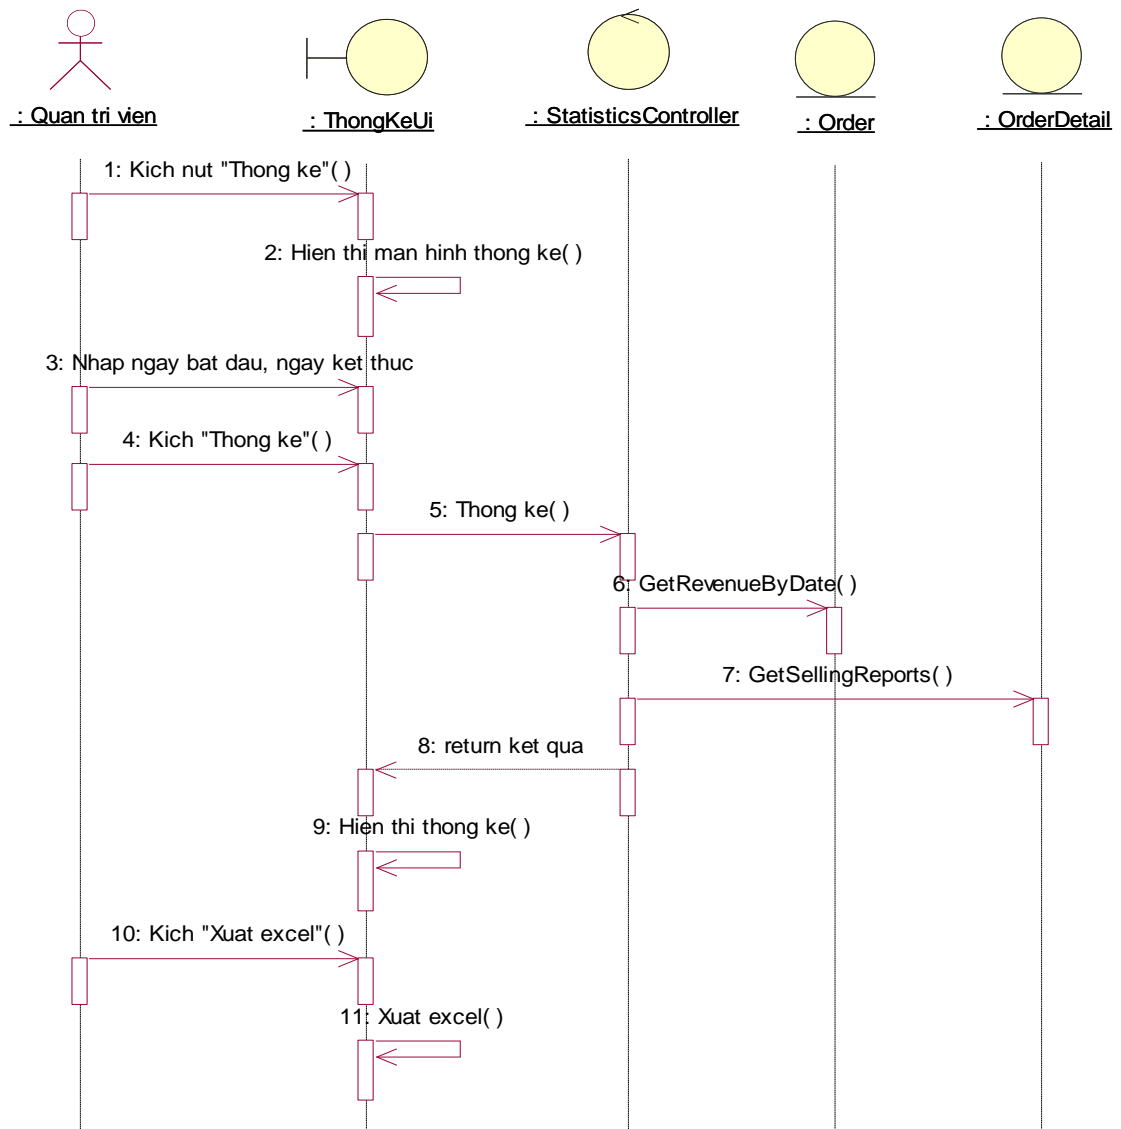 : Quan tri vien
: ThongKeUi
: StatisticsController
: Order
: OrderDetail
1: Kich nut "Thong ke"( )
2: Hien thi man hinh thong ke( )
3: Nhap ngay bat dau, ngay ket thuc
4: Kich "Thong ke"( )
5: Thong ke( )
6: GetRevenueByDate( )
7: GetSellingReports( )
8: return ket qua
9: Hien thi thong ke( )
10: Kich "Xuat excel"( )
11: Xuat excel( )